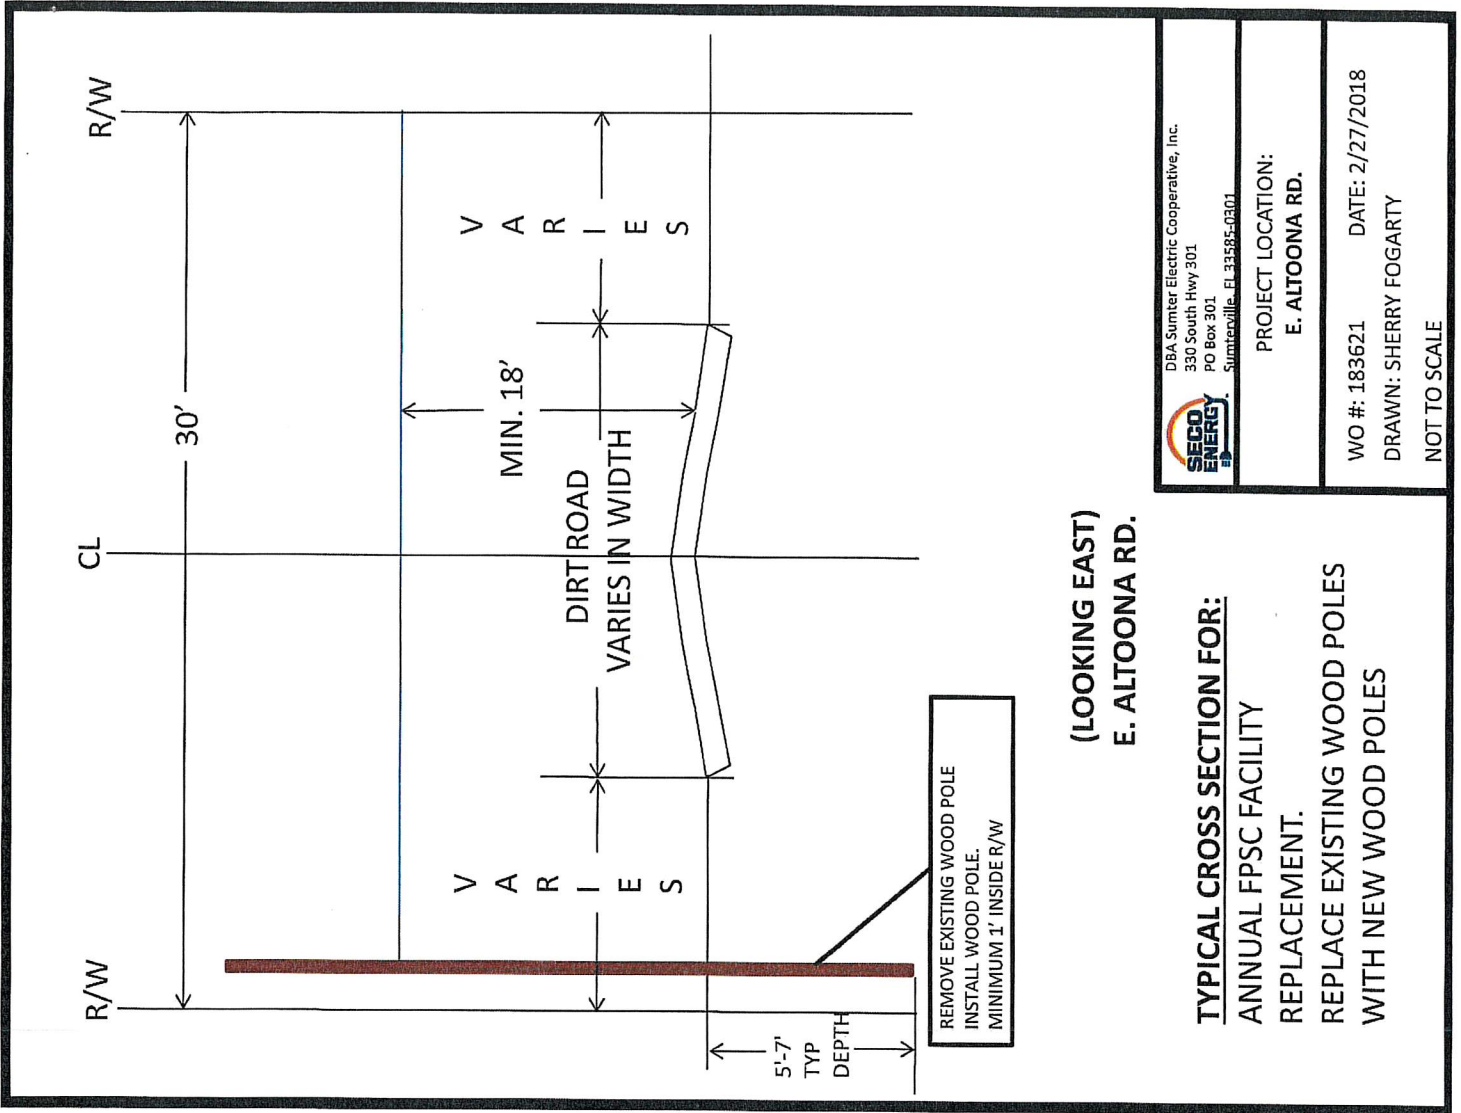 R/W
CL
R/W
30'
V
A
R
I
E
S
DIRT ROAD
VARIES IN WIDTH
MIN. 18'
V
A
R
I
E
S
5'-7'
TYP
DEPTH
REMOVE EXISTING WOOD POLE
INSTALL WOOD POLE.
MINIMUM 1' INSIDE R/W
(LOOKING EAST)
E. ALTOONA RD.
TYPICAL CROSS SECTION FOR:
ANNUAL FPSC FACILITY
REPLACEMENT.
REPLACE EXISTING WOOD POLES
WITH NEW WOOD POLES
SECO
ENERGY
DBA Sumter Electric Cooperative, Inc.
330 South Hwy 301
PO Box 301
Sumterville, FL 33585-0301
PROJECT LOCATION:
E. ALTOONA RD.
WO #: 183621 DATE: 2/27/2018
DRAWN: SHERRY FOGARTY
NOT TO SCALE